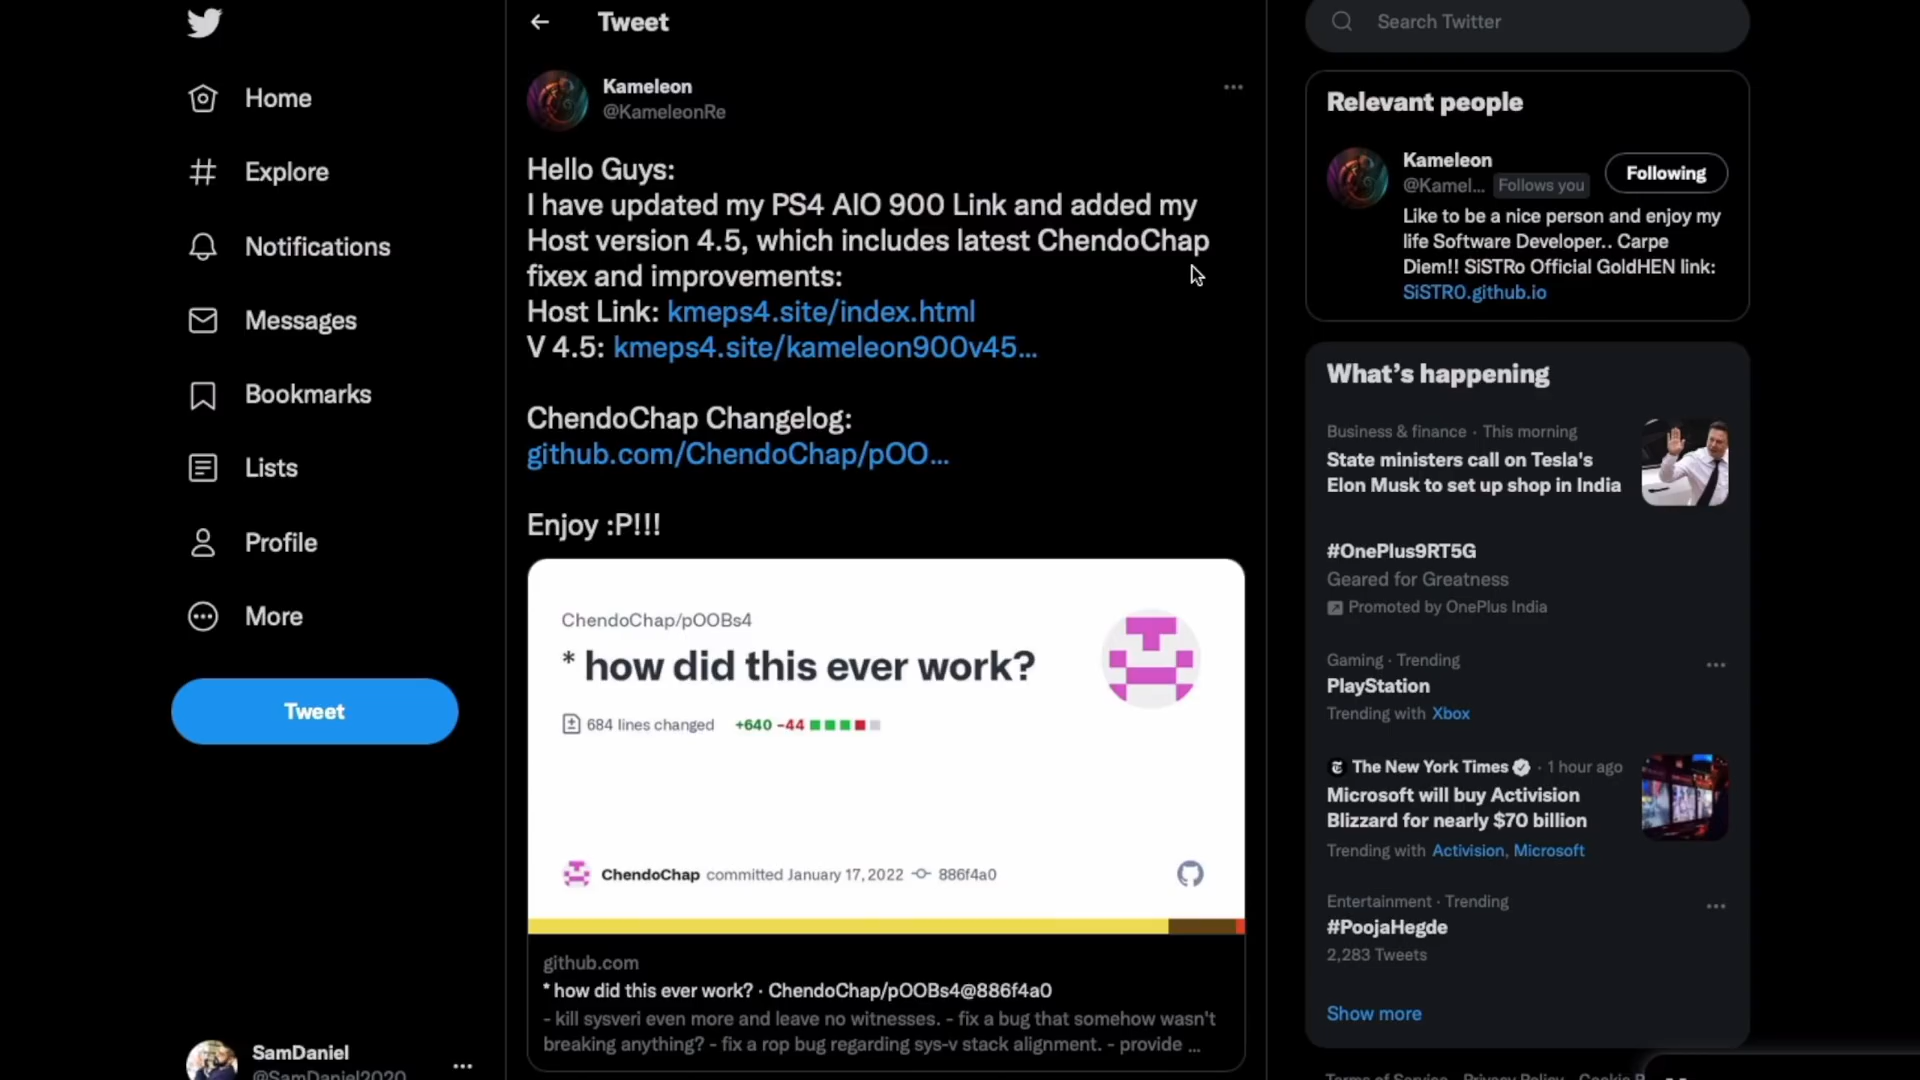 Home
Explore
Notifications
Messages
Bookmarks
Lists
Profile
More
Tweet
SamDaniel
@SamDaniel2020
Tweet
Kameleon
@KameleonRe
Hello Guys:
I have updated my PS4 AIO 900 Link and added my
Host version 4.5, which includes latest ChendoChap
fixex and improvements:
Host Link: kmeps4.site/index.html
V 4.5: kmeps4.site/kameleon900v45...
ChendoChap Changelog:
github.com/ChendoChap/pOO...
Enjoy :P!!!
ChendoChap/pOOBs4
* how did this ever work?
684 lines changed +640 -44
ChendoChap committed January 17, 2022 886f4a0
github.com
* how did this ever work? · ChendoChap/pOOBs4@886f4a0
- kill sysveri even more and leave no witnesses. - fix a bug that somehow wasn't
breaking anything? - fix a rop bug regarding sys-v stack alignment. - provide ...
Search Twitter
Relevant people
Kameleon
@Kamel... Follows you
Following
Like to be a nice person and enjoy my
life Software Developer.. Carpe
Diem!! SiSTRo Official GoldHEN link:
SiSTRO.github.io
What's happening
Business & finance · This morning
State ministers call on Tesla's
Elon Musk to set up shop in India
#OnePlus9RT5G
Geared for Greatness
Promoted by OnePlus India
Gaming · Trending
PlayStation
Trending with Xbox
The New York Times · 1 hour ago
Microsoft will buy Activision
Blizzard for nearly $70 billion
Trending with Activision, Microsoft
Entertainment · Trending
#PoojaHegde
2,283 Tweets
Show more
Terms of Service Privacy Policy Cookie